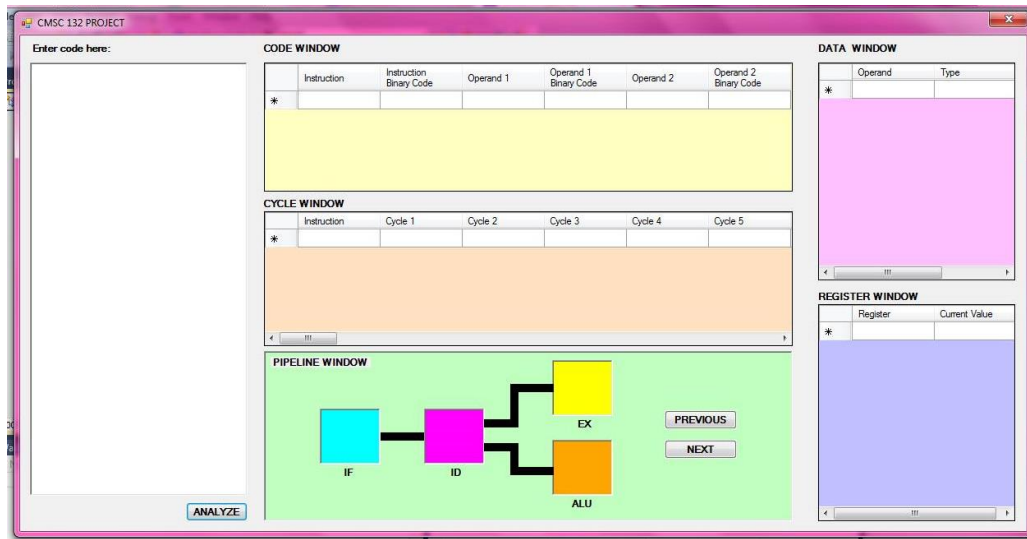 CMSC 132 PROJECT
Enter code here:
ANALYZE
CODE WINDOW
Instruction Instruction Binary Code Operand 1 Operand 1 Binary Code Operand 2 Operand 2 Binary Code
*
CYCLE WINDOW
Instruction Cycle 1 Cycle 2 Cycle 3 Cycle 4 Cycle 5
*
PIPELINE WINDOW
IF
ID
EX
ALU
PREVIOUS
NEXT
DATA WINDOW
Operand Type
*
REGISTER WINDOW
Register Current Value
*